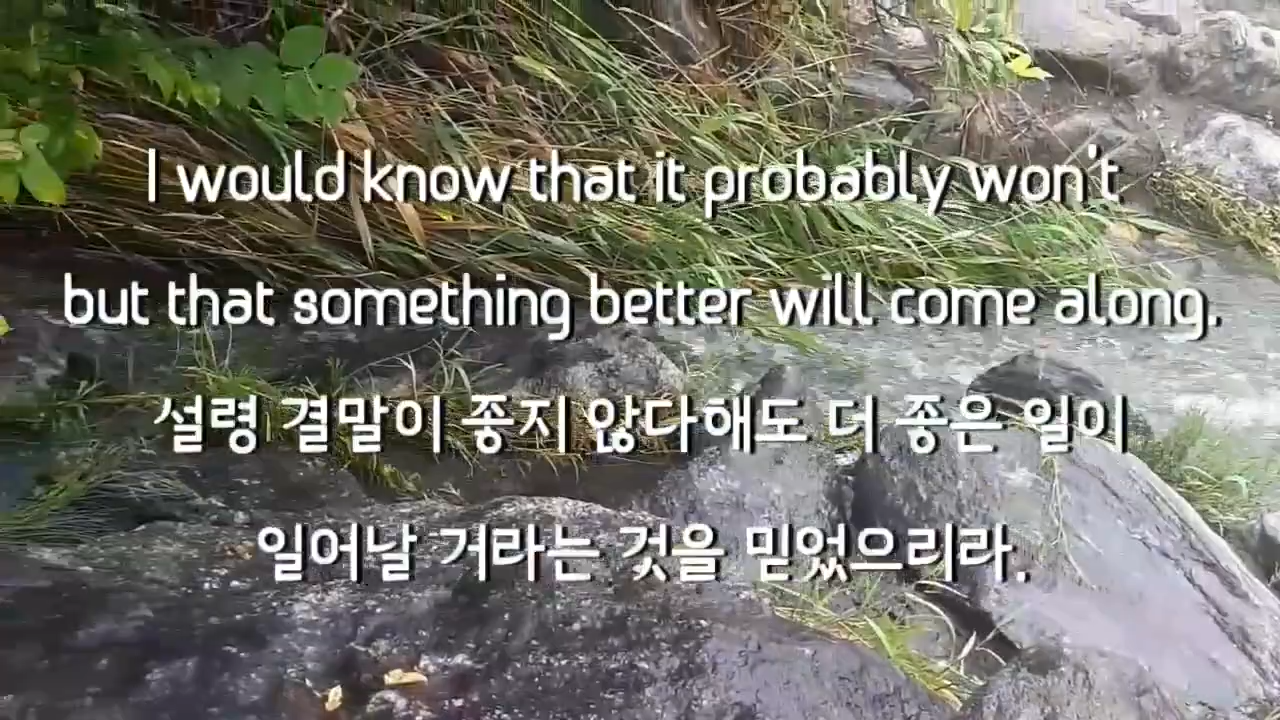 I would know that it probably won't
but that something better will come along.
설령 결말이 좋지 않다해도 더 좋은 일이
일어날 거라는 것을 믿었으리라.